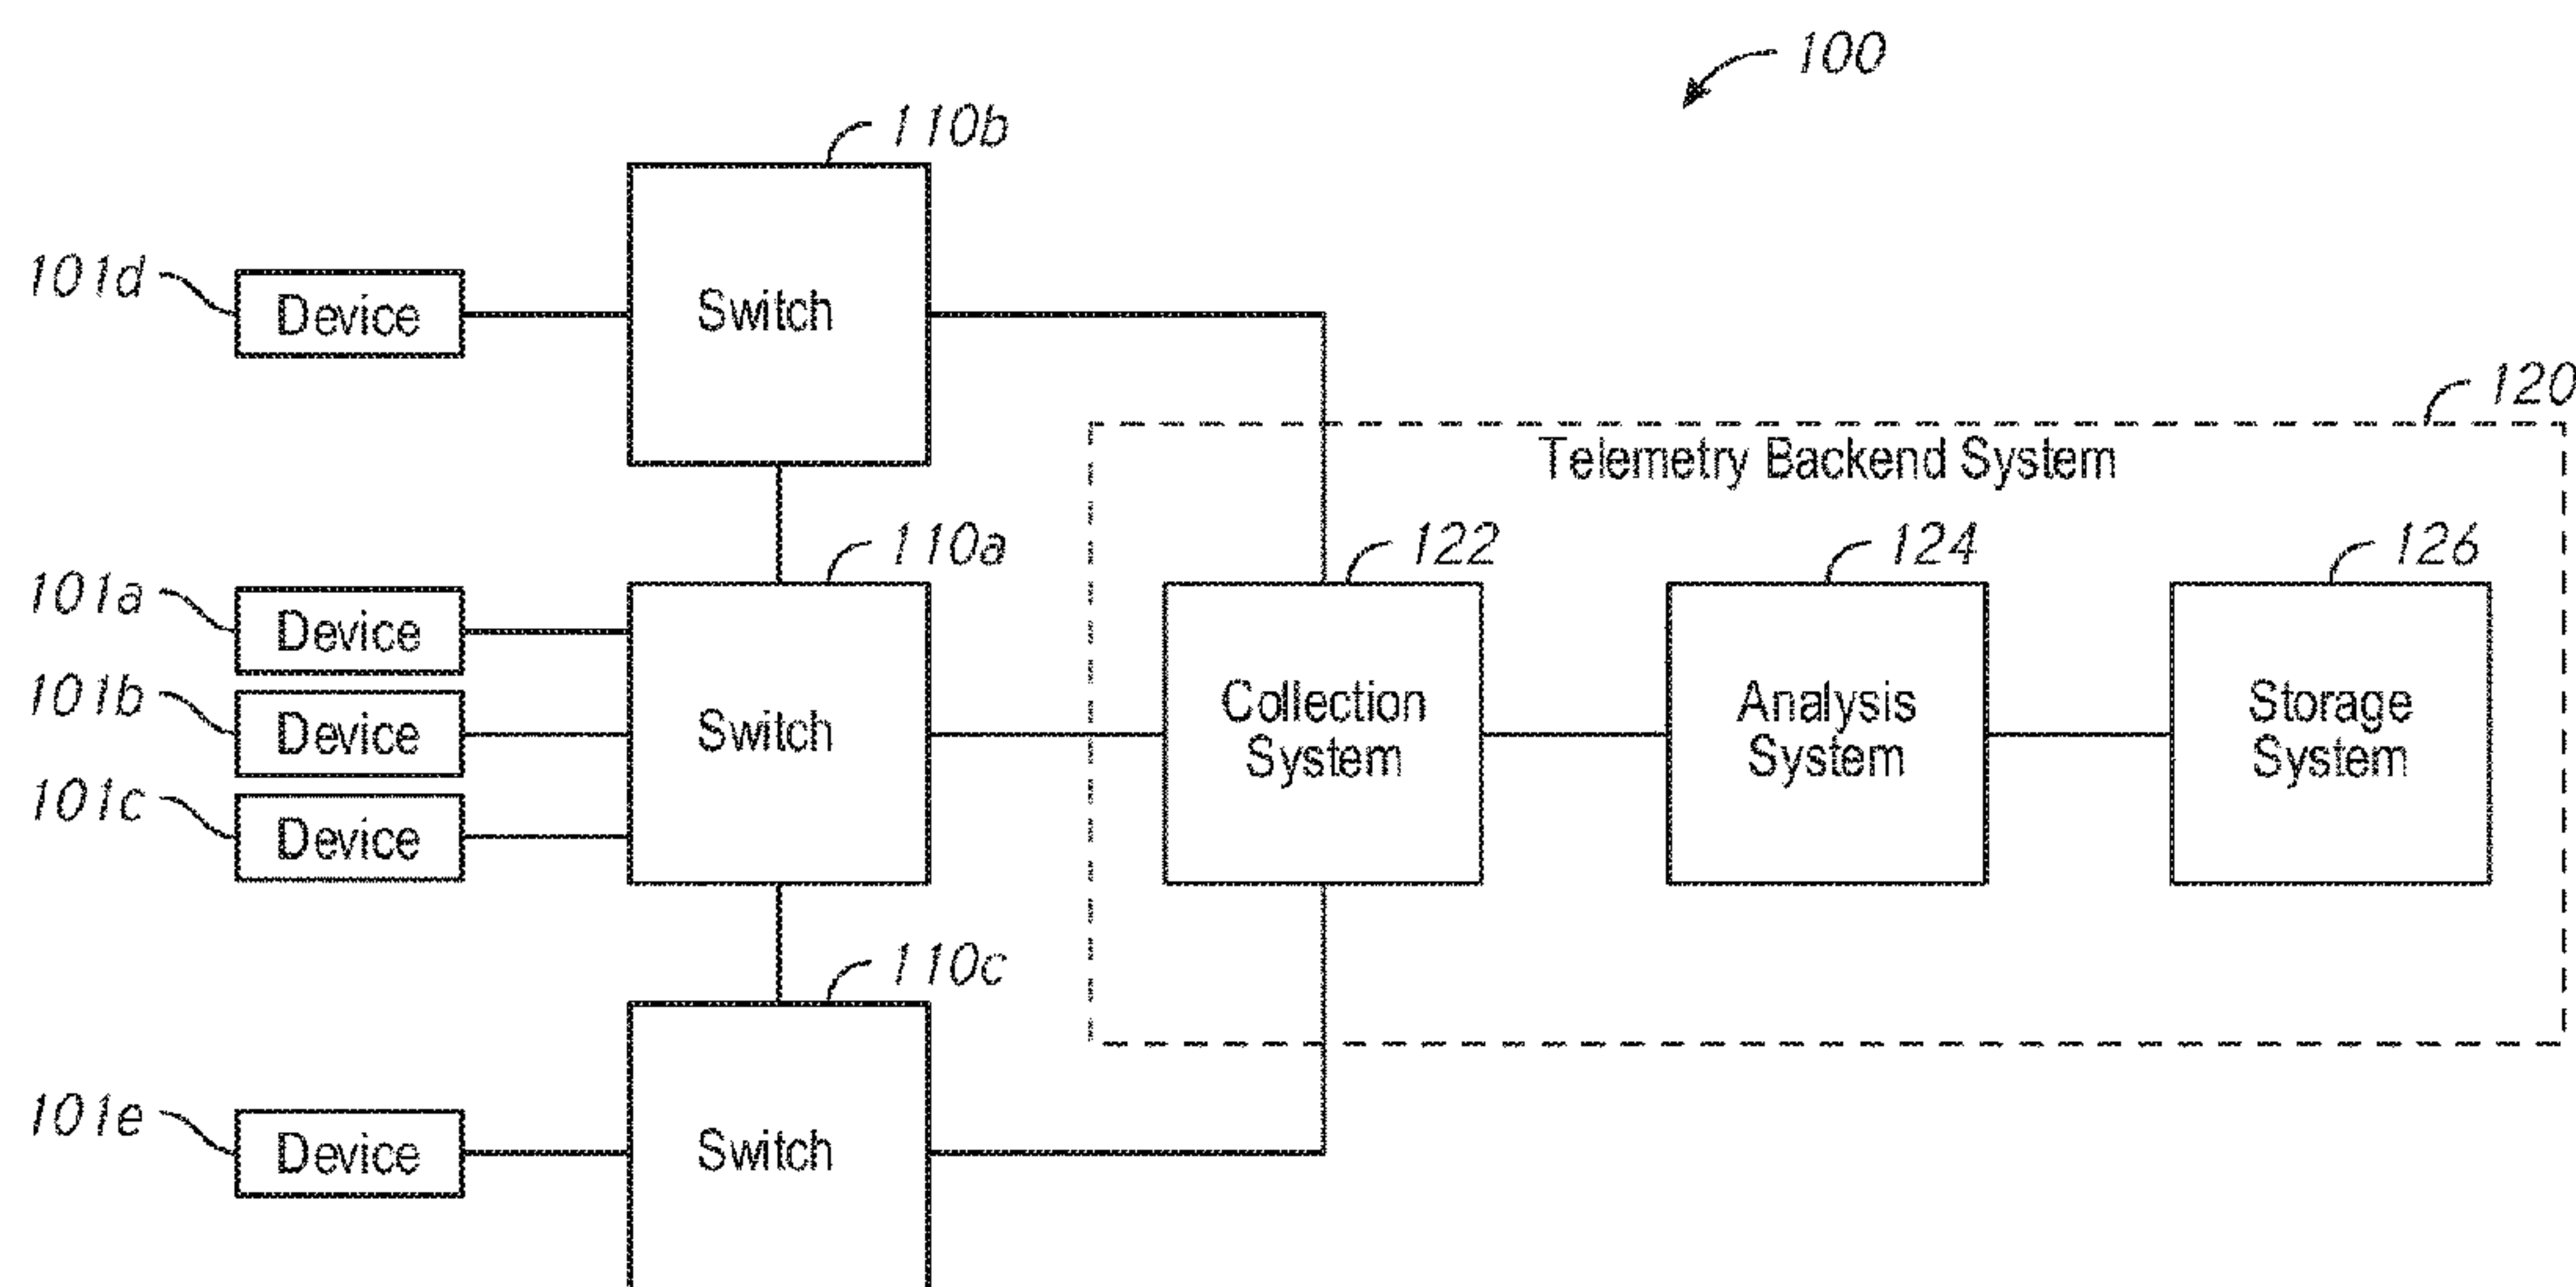 100
110b
101d
Device
Switch
120
Telemetry Backend System
110a
122
124
126
101a
Device
101b
Device
Switch
Collection
System
Analysis
System
Storage
System
101c
Device
110c
101e
Device
Switch